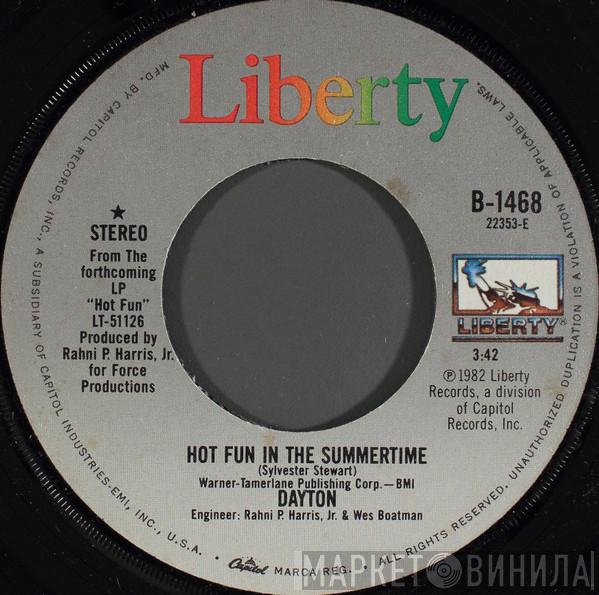 Liberty
MFD. BY CAPITOL RECORDS, INC., A SUBSIDIARY OF CAPITOL INDUSTRIES-EMI, INC., U.S.A. • Capitol MARCA REG. • ALL RIGHTS RESERVED. UNAUTHORIZED DUPLICATION IS A VIOLATION OF APPLICABLE LAWS.
★
STEREO
From The
forthcoming
LP
"Hot Fun"
LT-51126
Produced by
Rahni P. Harris, Jr.
for Force
Productions
B-1468
22353-E
LIBERTY®
3:42
℗ 1982 Liberty
Records, a division
of Capitol
Records, Inc.
HOT FUN IN THE SUMMERTIME
(Sylvester Stewart)
Warner-Tamerlane Publishing Corp.—BMI
DAYTON
Engineer: Rahni P. Harris, Jr. & Wes Boatman
МАРКЕТ ВИНИЛА